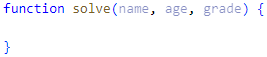 function solve(name, age, grade) {
}